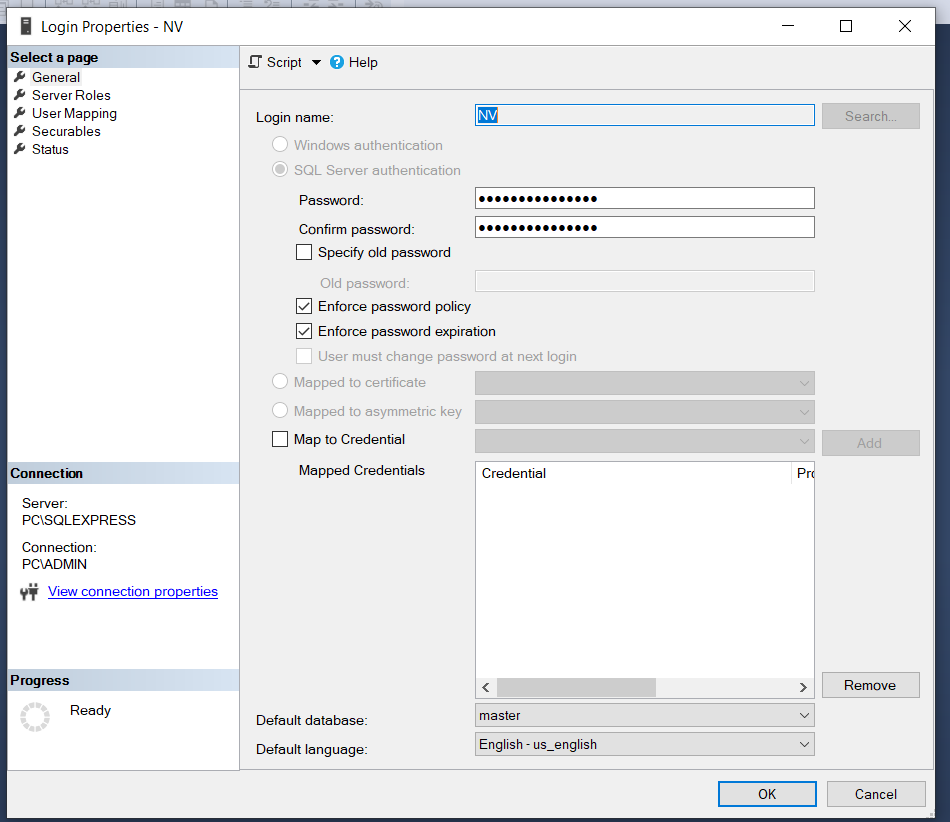 Login Properties - NV
Select a page
General
Server Roles
User Mapping
Securables
Status
Connection
Server:
PC\SQLEXPRESS
Connection:
PC\ADMIN
View connection properties
Progress
Ready
Script
Help
Login name:
NV
Search...
Windows authentication
SQL Server authentication
Password:
●●●●●●●●●●●●●●●
Confirm password:
●●●●●●●●●●●●●●●
Specify old password
Old password:
Enforce password policy
Enforce password expiration
User must change password at next login
Mapped to certificate
Mapped to asymmetric key
Map to Credential
Add
Mapped Credentials
Credential
Pro
Remove
Default database:
master
Default language:
English - us_english
OK
Cancel